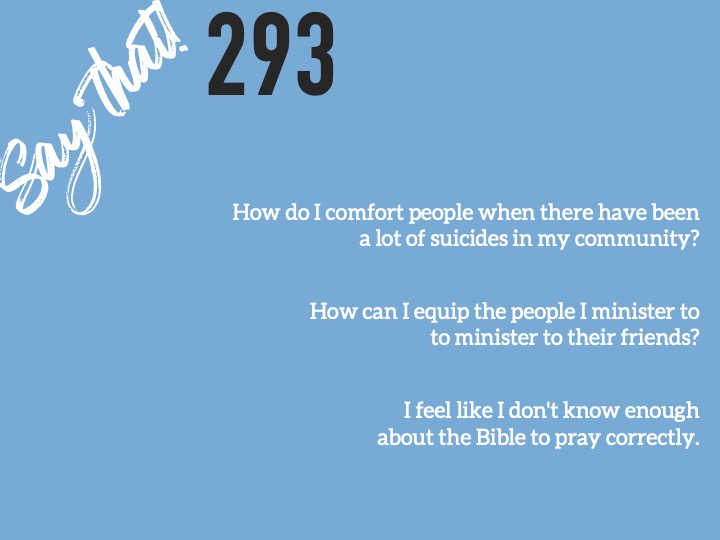 Say that!
293
How do I comfort people when there have been
a lot of suicides in my community?
How can I equip the people I minister to
to minister to their friends?
I feel like I don't know enough
about the Bible to pray correctly.